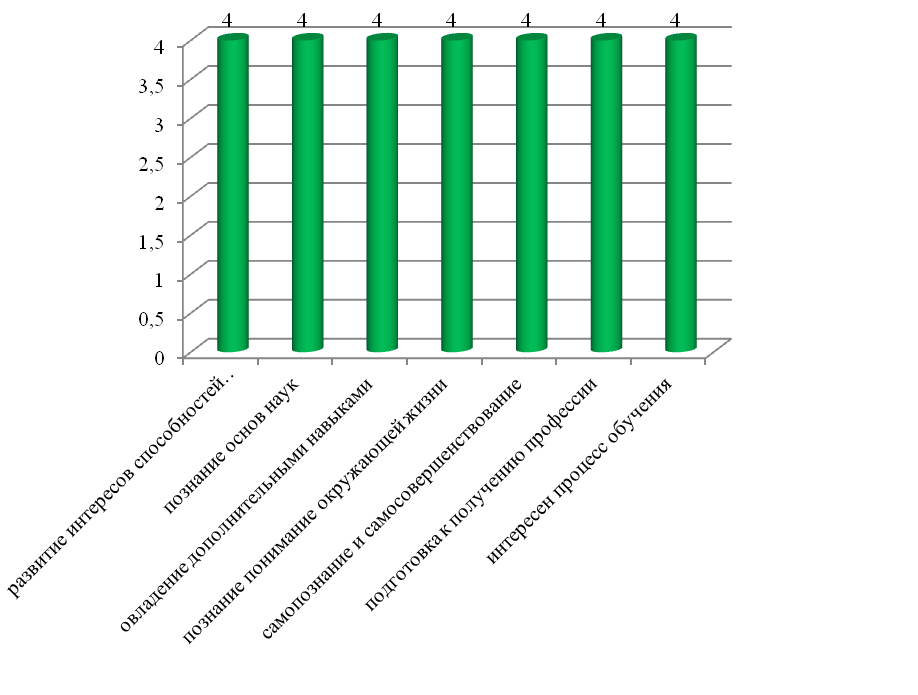 4 4 4 4 4 4 4
4
3,5
3
2,5
2
1,5
1
0,5
0
развитие интересов способностей..
познание основ наук
овладение дополнительными навыками
познание понимание окружающей жизни
самопознание и самосовершенствование
подготовка к получению профессии
интересен процесс обучения